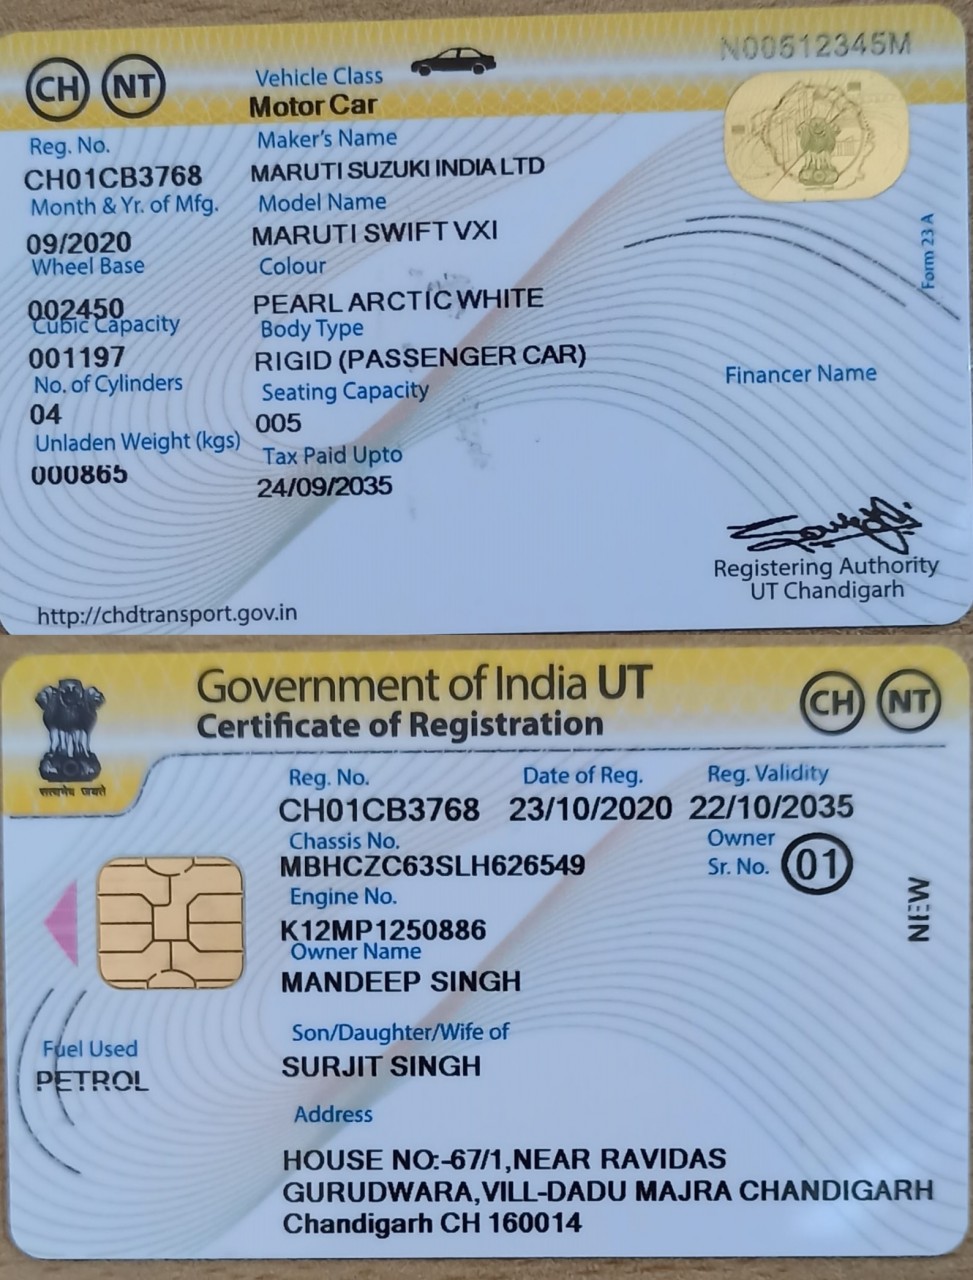 CH NT
N00512345M
Vehicle Class
Motor Car
Reg. No.
CH01CB3768
Maker's Name
MARUTI SUZUKI INDIA LTD
Month & Yr. of Mfg.
09/2020
Model Name
MARUTI SWIFT VXI
Wheel Base
002450
Colour
PEARL ARCTIC WHITE
Cubic Capacity
001197
Body Type
RIGID (PASSENGER CAR)
No. of Cylinders
04
Seating Capacity
005
Unladen Weight (kgs)
000865
Tax Paid Upto
24/09/2035
Form 23 A
Financer Name
Registering Authority
UT Chandigarh
http://chdtransport.gov.in
Government of India UT
Certificate of Registration
CH NT
सत्यमेव जयते
Reg. No.
CH01CB3768
Date of Reg.
23/10/2020
Reg. Validity
22/10/2035
Chassis No.
MBHCZC63SLH626549
Owner
Sr. No. 01
Engine No.
K12MP1250886
NEW
Owner Name
MANDEEP SINGH
Son/Daughter/Wife of
SURJIT SINGH
Fuel Used
PETROL
Address
HOUSE NO:-67/1,NEAR RAVIDAS
GURUDWARA,VILL-DADU MAJRA CHANDIGARH
Chandigarh CH 160014